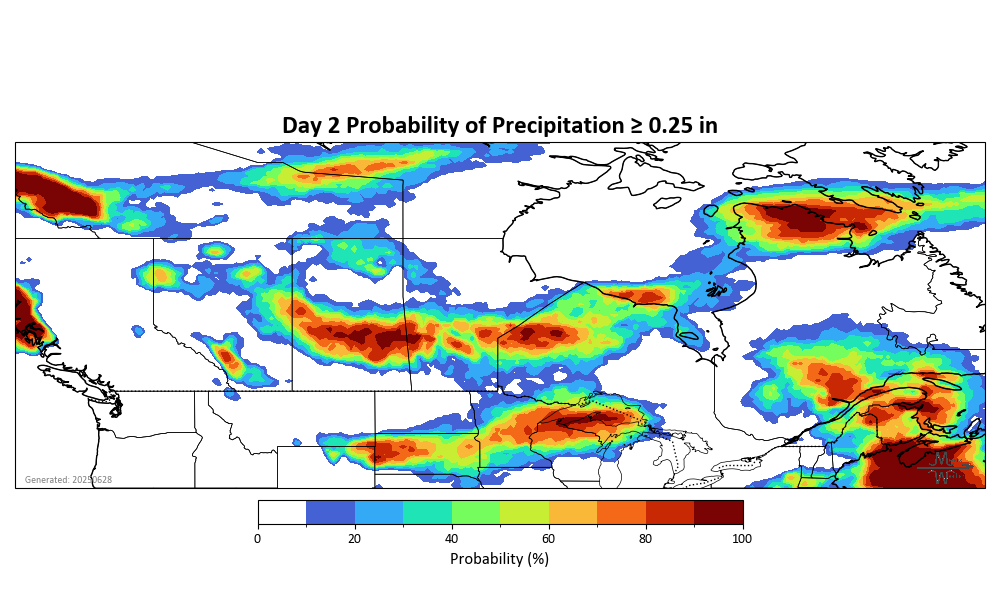 Day 2 Probability of Precipitation ≥ 0.25 in
Generated: 20250628
0 20 40 60 80 100
Probability (%)